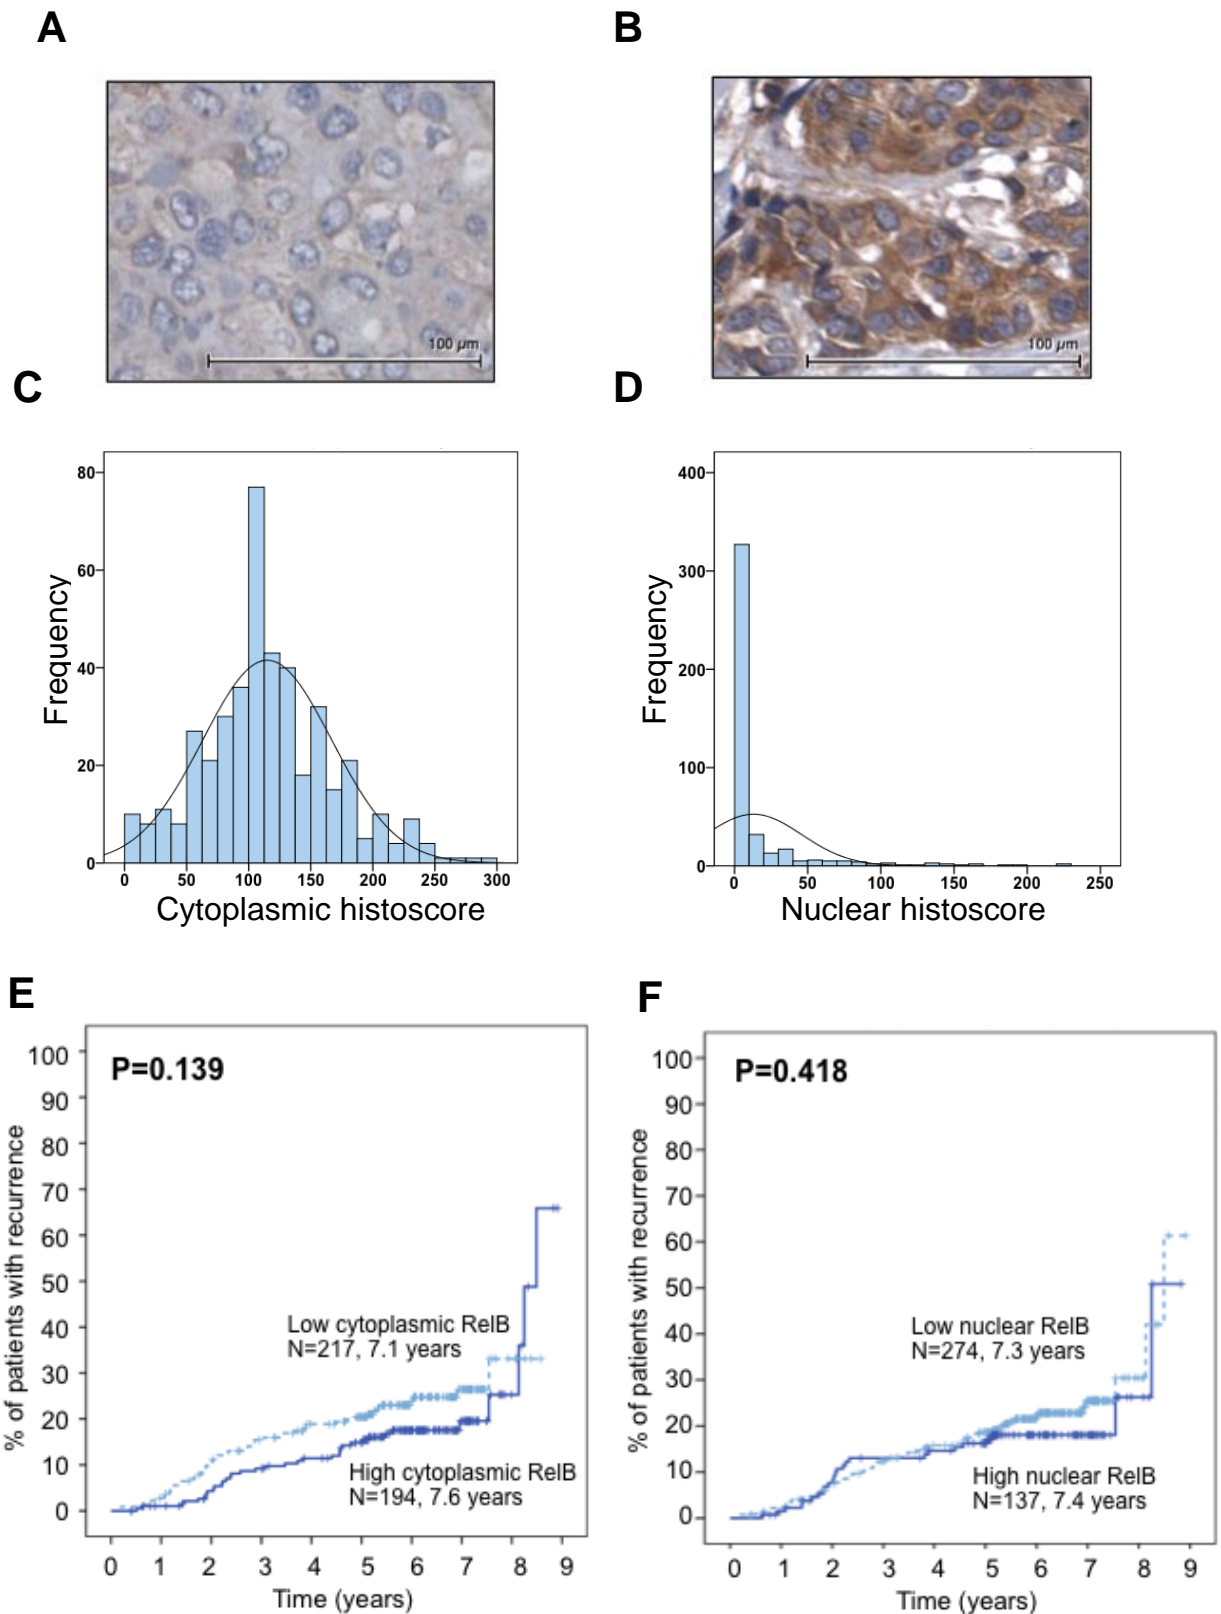 A
B
100 µm
100 µm
C
D
80
60
40
20
0
0 50 100 150 200 250 300
Frequency
Cytoplasmic histoscore
400
300
200
100
0
0 50 100 150 200 250
Frequency
Nuclear histoscore
E
F
P=0.139
100
90
80
70
60
50
40
30
20
10
0
% of patients with recurrence
Low cytoplasmic RelB
N=217, 7.1 years
High cytoplasmic RelB
N=194, 7.6 years
0 1 2 3 4 5 6 7 8 9
Time (years)
P=0.418
100
90
80
70
60
50
40
30
20
10
0
% of patients with recurrence
Low nuclear RelB
N=274, 7.3 years
High nuclear RelB
N=137, 7.4 years
0 1 2 3 4 5 6 7 8 9
Time (years)